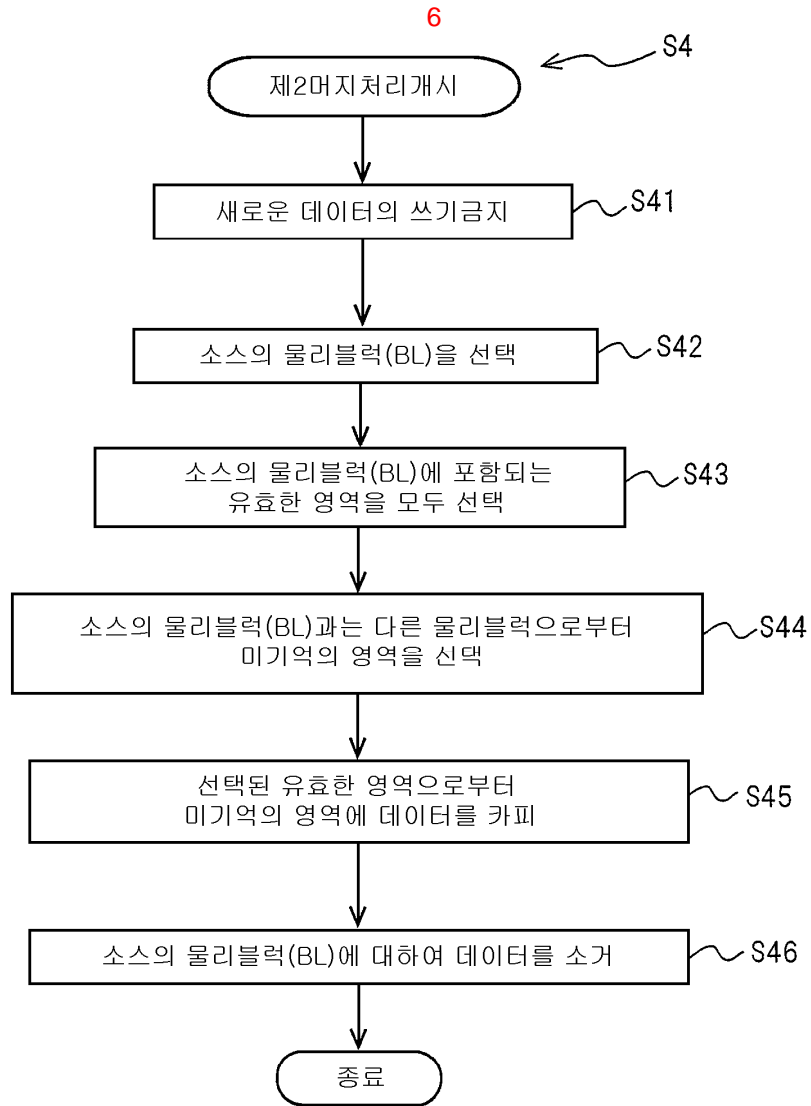 6
S4
제2머지처리개시
새로운 데이터의 쓰기금지
S41
소스의 물리블럭(BL)을 선택
S42
소스의 물리블럭(BL)에 포함되는
유효한 영역을 모두 선택
S43
소스의 물리블럭(BL)과는 다른 물리블럭으로부터
미기억의 영역을 선택
S44
선택된 유효한 영역으로부터
미기억의 영역에 데이터를 카피
S45
소스의 물리블럭(BL)에 대하여 데이터를 소거
S46
종료